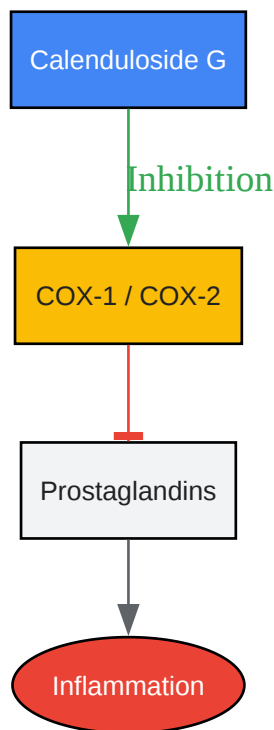 Calenduloside G
Inhibition
COX-1 / COX-2
Prostaglandins
Inflammation